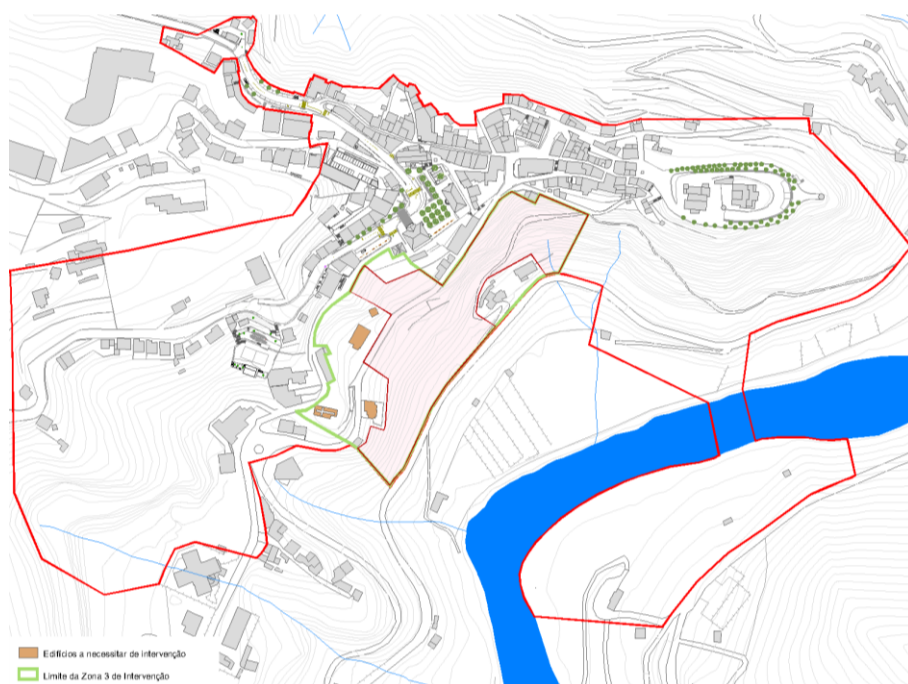 Edifícios a necessitar de intervenção
Limite da Zona 3 de Intervenção